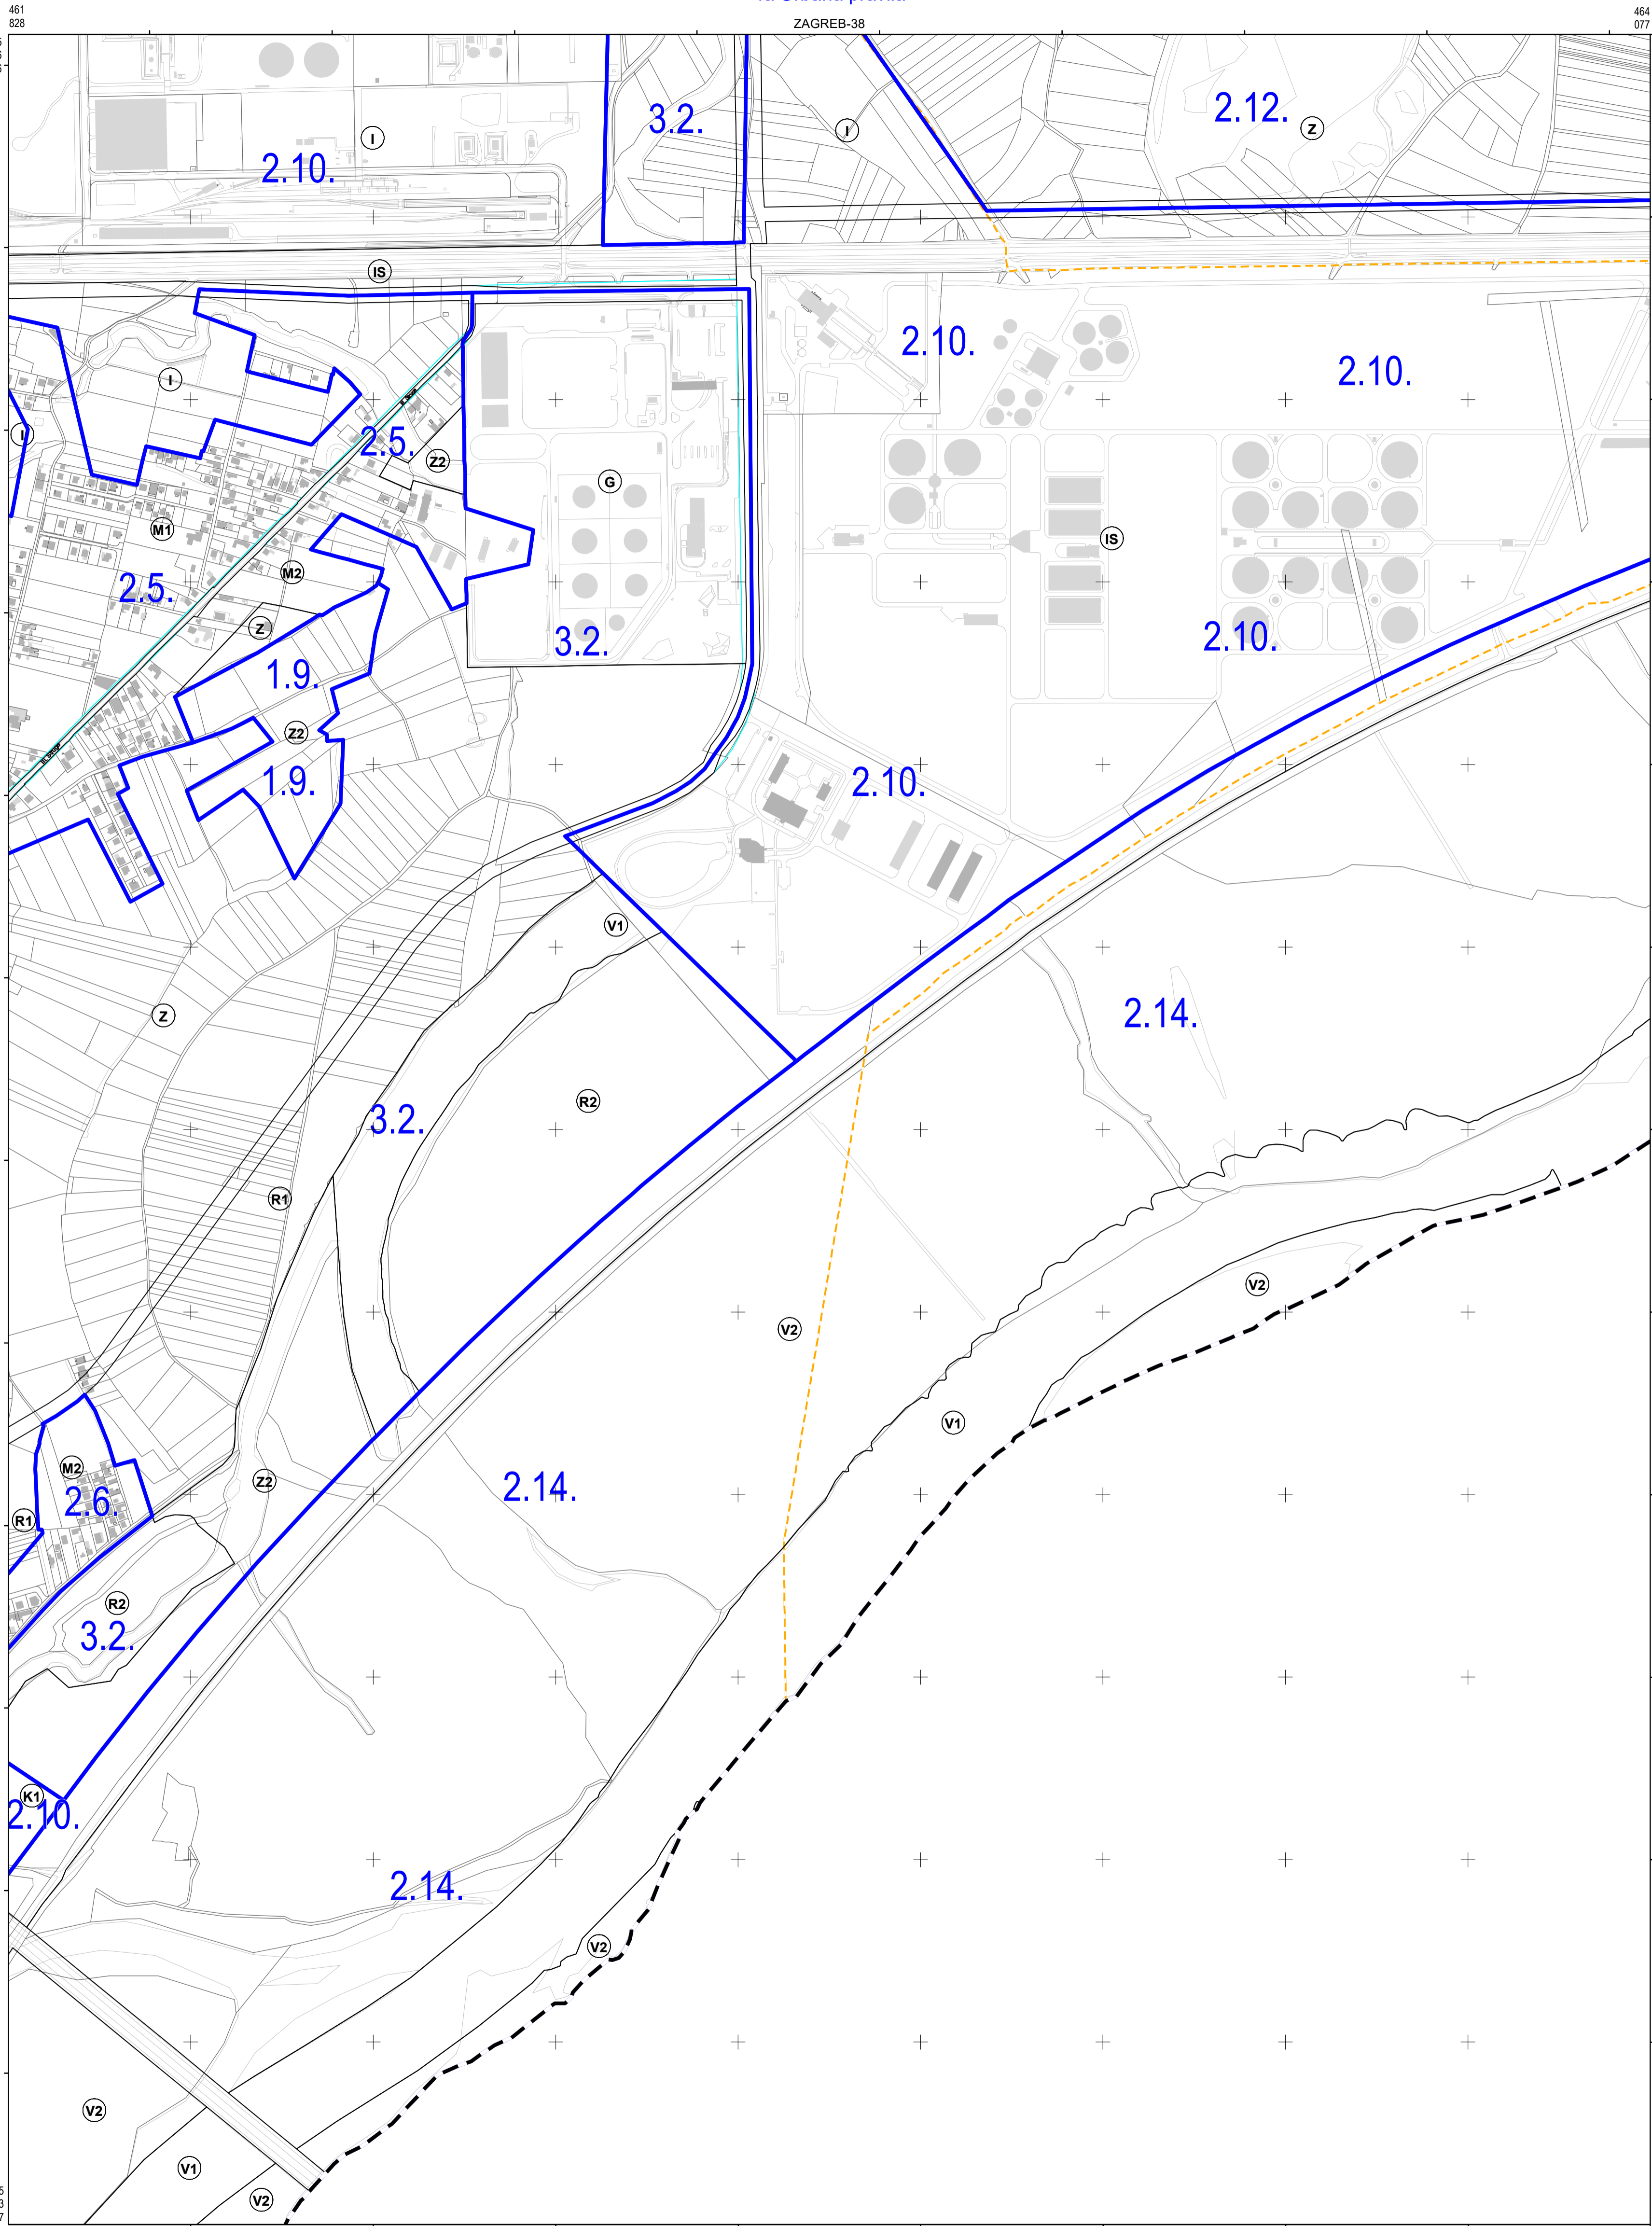 461
828
ZAGREB-38
464
077
3.2.
2.12.
I
I
Z
2.10.
IS
2.10.
2.10.
I
I
2.5.
Z2
G
M1
IS
M2
2.5.
Z
3.2.
2.10.
1.9.
Z2
1.9.
2.10.
V1
Z
2.14.
R2
3.2.
R1
V2
V2
V1
M2
Z2
2.14.
2.6.
R1
R2
3.2.
K1
2.10.
2.14.
V2
V2
V1
V2